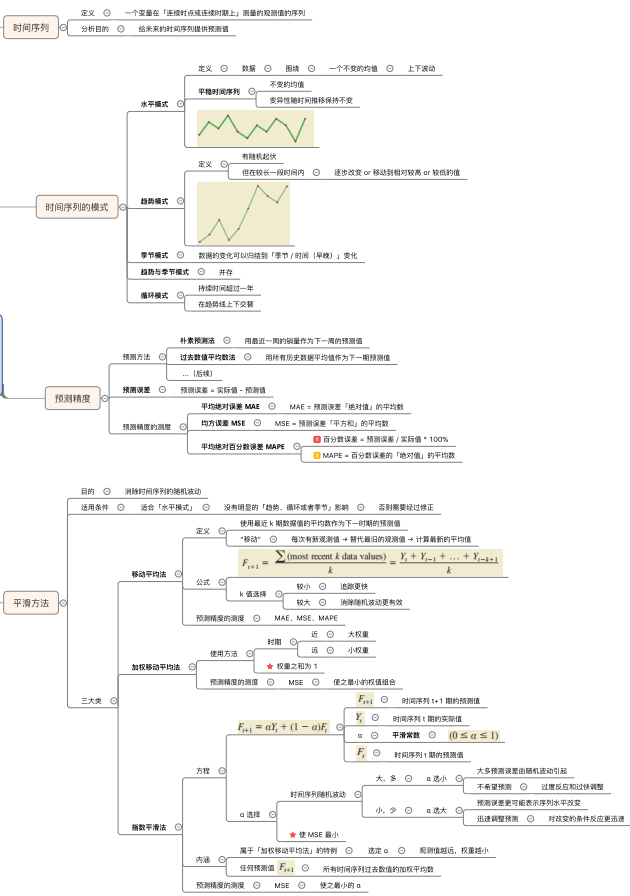 时间序列
定义 一个变量在「连续时点或连续时期上」测量的观测值的序列
分析目的 给未来的时间序列提供预测值
时间序列的模式
水平模式
定义 数据 围绕 一个不变的均值 上下波动
平稳时间序列
不变的均值
变异性随时间推移保持不变
趋势模式
定义
有随机起伏
但在较长一段时间内 逐步改变 or 移动到相对较高 or 较低的值
季节模式 数据的变化可以归结到「季节 / 时间（早晚）」变化
趋势与季节模式 并存
循环模式
持续时间超过一年
在趋势线上下交替
预测精度
预测方法
朴素预测法 用最近一周的销量作为下一周的预测值
过去数值平均数法 用所有历史数据平均值作为下一期预测值
...（后续）
预测误差 预测误差 = 实际值 - 预测值
预测精度的测度
平均绝对误差 MAE MAE = 预测误差「绝对值」的平均数
均方误差 MSE MSE = 预测误差「平方和」的平均数
平均绝对百分数误差 MAPE
1 百分数误差 = 预测误差 / 实际值 * 100%
2 MAPE = 百分数误差的「绝对值」的平均数
平滑方法
目的 消除时间序列的随机波动
适用条件 适合「水平模式」 没有明显的「趋势、循环或者季节」影响 否则需要经过修正
三大类
移动平均法
定义
使用最近 k 期数据值的平均数作为下一时期的预测值
“移动” 每次有新观测值 → 替代最旧的观测值 → 计算最新的平均值
公式
F_{t+1} = ∑(most recent k data values) / k = (Y_t + Y_{t−1} + … + Y_{t−k+1}) / k
k 值选择
较小 追踪更快
较大 消除随机波动更有效
预测精度的测度 MAE、MSE、MAPE
加权移动平均法
使用方法
时期
近 大权重
远 小权重
权重之和为 1
预测精度的测度 MSE 使之最小的权值组合
指数平滑法
方程
F_{t+1} = αY_t + (1 − α)F_t
F_{t+1} 时间序列 t+1 期的预测值
Y_t 时间序列 t 期的实际值
α 平滑常数 (0 ≤ α ≤ 1)
F_t 时间序列 t 期的预测值
α 选择
时间序列随机波动
大，多 α 选小
大多预测误差由随机波动引起
不希望预测 过度反应和过快调整
小，少 α 选大
预测误差更可能表示序列水平改变
迅速调整预测 对改变的条件反应更迅速
使 MSE 最小
内涵
属于「加权移动平均法」的特例 选定 α 观测值越远，权重越小
任何预测值 F_{t+1} 所有时间序列过去数值的加权平均数
预测精度的测度 MSE 使之最小的 α